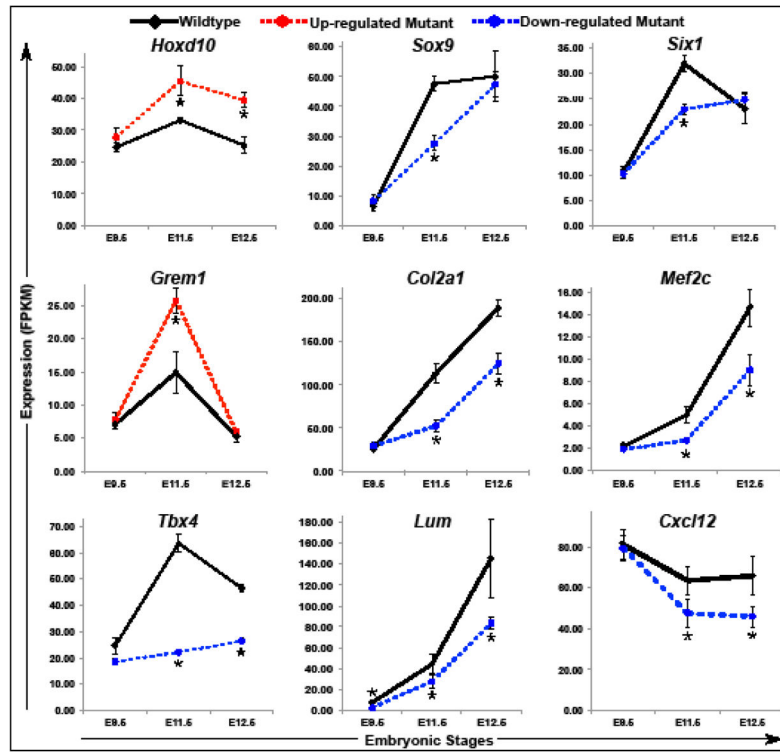 Wildtype Up-regulated Mutant Down-regulated Mutant
Hoxd10 Sox9 Six1
50.00 40.00 30.00 20.00 10.00 0.00
E9.5 E11.5 E12.5
60.00 50.00 40.00 30.00 20.00 10.00 0.00
E9.5 E11.5 E12.5
35.00 30.00 25.00 20.00 15.00 10.00 5.00 0.00
E9.5 E11.5 E12.5
* * * *
Expression (FPKM)
Grem1 Col2a1 Mef2c
25.00 20.00 15.00 10.00 5.00 0.00
E9.5 E11.5 E12.5
200.00 150.00 100.00 50.00 0.00
E9.5 E11.5 E12.5
16.00 14.00 12.00 10.00 8.00 6.00 4.00 2.00 0.00
E9.5 E11.5 E12.5
* * * * *
Tbx4 Lum Cxcl12
70.00 60.00 50.00 40.00 30.00 20.00 10.00 0.00
E9.5 E11.5 E12.5
180.00 160.00 140.00 120.00 100.00 80.00 60.00 40.00 20.00 0.00
E9.5 E11.5 E12.5
80.00 60.00 40.00 20.00 0.00
E9.5 E11.5 E12.5
* * * * * * *
Embryonic Stages